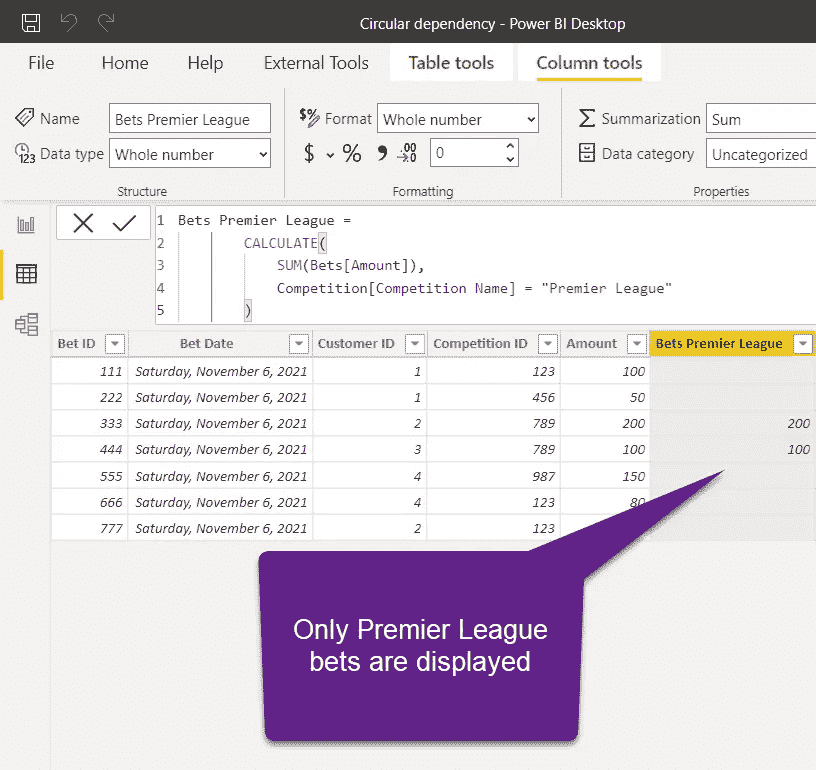 Circular dependency - Power BI Desktop
File Home Help External Tools Table tools Column tools
Name Bets Premier League $% Format Whole number Σ Summarization Sum
123 Data type Whole number $ % 9 .00 0 Data category Uncategorized
Structure Formatting Properties
1 Bets Premier League =
2 CALCULATE(
3 SUM(Bets[Amount]),
4 Competition[Competition Name] = "Premier League"
5 )
Bet ID Bet Date Customer ID Competition ID Amount Bets Premier League
111 Saturday, November 6, 2021 1 123 100
222 Saturday, November 6, 2021 1 456 50
333 Saturday, November 6, 2021 2 789 200 200
444 Saturday, November 6, 2021 3 789 100 100
555 Saturday, November 6, 2021 4 987 150
666 Saturday, November 6, 2021 4 123 80
777 Saturday, November 6, 2021 2 123
Only Premier League
bets are displayed